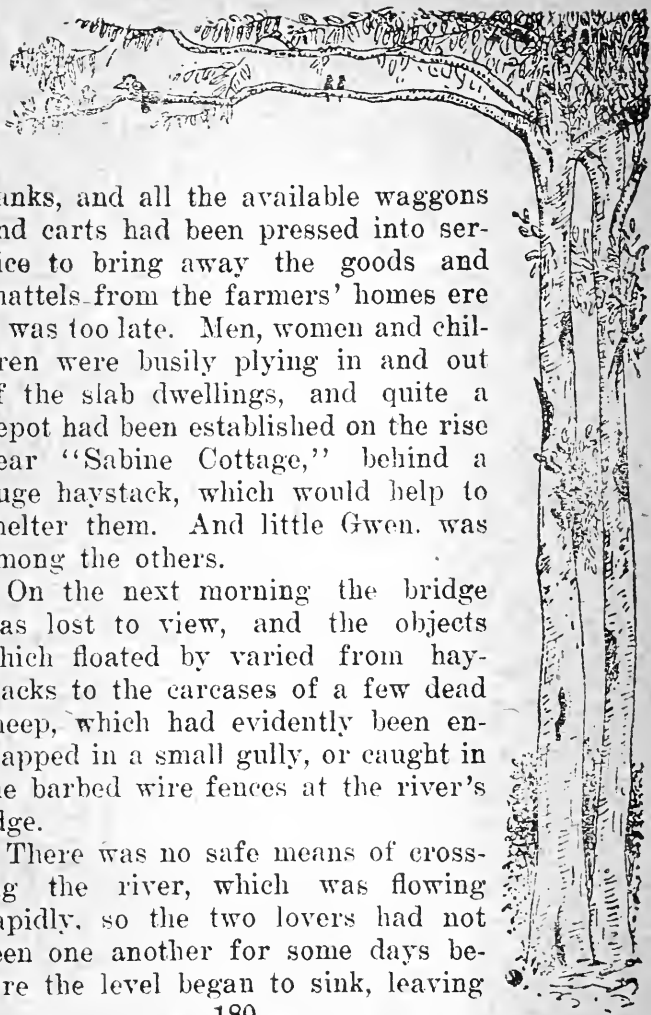 anks, and all the available waggons
nd carts had been pressed into ser-
ice to bring away the goods and
hattels from the farmers' homes ere
was too late. Men, women and chil-
ren were busily plying in and out
f the slab dwellings, and quite a
epot had been established on the rise
ear "Sabine Cottage," behind a
uge haystack, which would help to
helter them. And little Gwen. was
mong the others.
On the next morning the bridge
as lost to view, and the objects
hich floated by varied from hay-
acks to the carcases of a few dead
heep, which had evidently been en-
apped in a small gully, or caught in
he barbed wire fences at the river's
dge.
There was no safe means of cross-
g the river, which was flowing
apidly, so the two lovers had not
een one another for some days be-
re the level began to sink, leaving
180